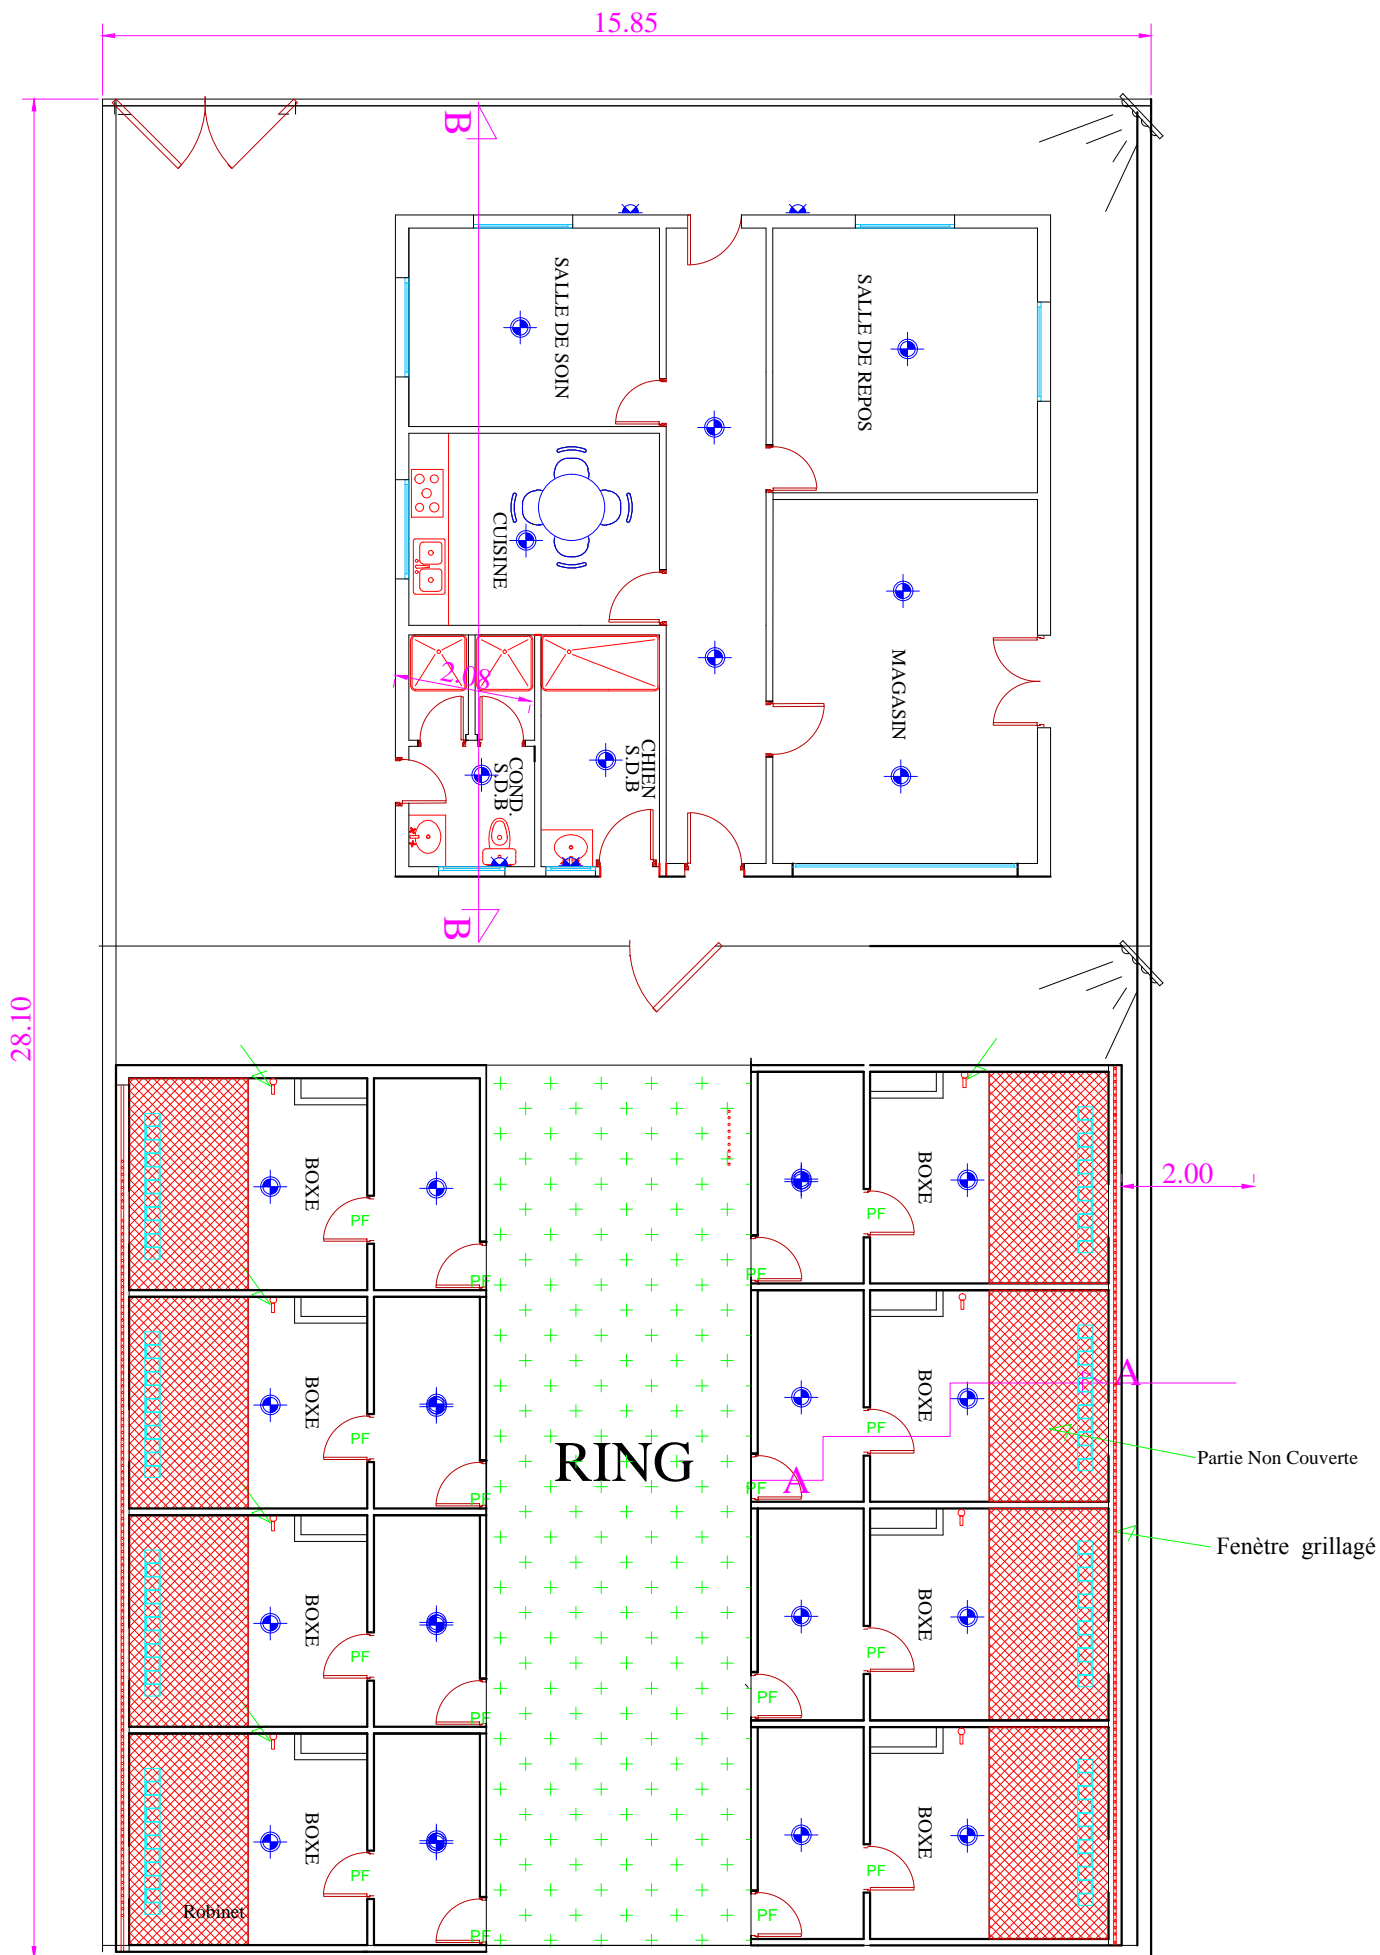 15.85
B
SALLE DE SOIN
SALLE DE REPOS
CUISINE
MAGASIN
2.08
COND.
S.D.B
CHIEN
S.D.B
B
28.10
2.00
BOXE
BOXE
PF
PF
PF
PF
BOXE
BOXE
A
PF
PF
RING
Partie Non Couverte
A
PF
PF
Fenètre grillagé
BOXE
BOXE
PF
PF
PF
PF
BOXE
BOXE
PF
PF
Robinet
PF
PF